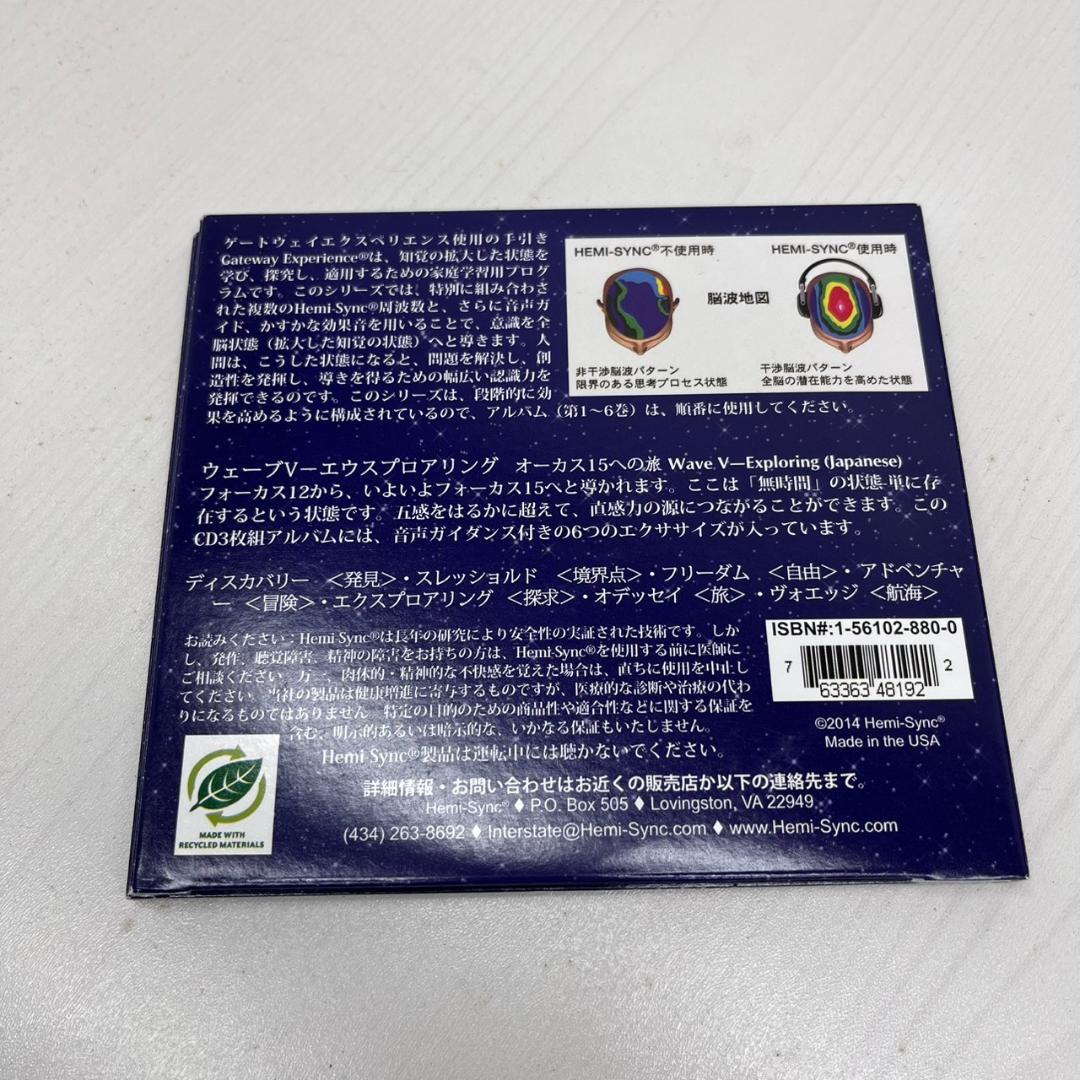 ゲートウェイエクスペリエンス使用の手引き
Gateway Experience®は、知覚の拡大した状態を
学び、探究し、適用するための家庭学習用プログ
ラムです。このシリーズでは、特別に組み合わさ
れた複数のHemi-Sync®周波数と、さらに音声ガ
イド、かすかな効果音を用いることで、意識を全
脳状態（拡大した知覚の状態）へと導きます。人
間は、こうした状態になると、問題を解決し、創
造性を発揮し、導きを得るための幅広い認識力を
発揮できるのです。このシリーズは、段階的に効
果を高めるように構成されているので、アルバム（第1～6巻）は、順番に使用してください。
HEMI-SYNC®不使用時
HEMI-SYNC®使用時
脳波地図
非干渉脳波パターン
限界のある思考プロセス状態
干渉脳波パターン
全脳の潜在能力を高めた状態
ウェーブV－エウスプロアリング オーカス15への旅 Wave V—Exploring (Japanese)
フォーカス12から、いよいよフォーカス15へと導かれます。ここは「無時間」の状態 単に存
在するという状態です。五感をはるかに超えて、直感力の源につながることができます。この
CD3枚組アルバムには、音声ガイダンス付きの6つのエクササイズが入っています。
ディスカバリー ＜発見＞・スレッショルド ＜境界点＞・フリーダム ＜自由＞・アドベンチャ
ー ＜冒険＞・エクスプロアリング ＜探求＞・オデッセイ ＜旅＞・ヴォエッジ ＜航海＞
お読みください：Hemi-Sync®は長年の研究により安全性の実証された技術です。しか
し、発作、聴覚障害、精神の障害をお持ちの方は、Hemi-Sync®を使用する前に医師に
ご相談ください 万一、肉体的・精神的な不快感を覚えた場合は、直ちに使用を中止し
てください。当社の製品は健康増進に寄与するものですが、医療的な診断や治療の代わ
りになるものではありません 特定の目的のための商品性や適合性などに関する保証を
含む、明示的あるいは暗示的な、いかなる保証もいたしません。
Hemi-Sync®製品は運転中には聴かないでください。
ISBN#:1-56102-880-0
7 63363 48192 2
©2014 Hemi-Sync®
Made in the USA
MADE WITH
RECYCLED MATERIALS
詳細情報・お問い合わせはお近くの販売店か以下の連絡先まで。
Hemi-Sync® ♦ P.O. Box 505 ♦ Lovingston, VA 22949
(434) 263-8692 ♦ Interstate@Hemi-Sync.com ♦ www.Hemi-Sync.com